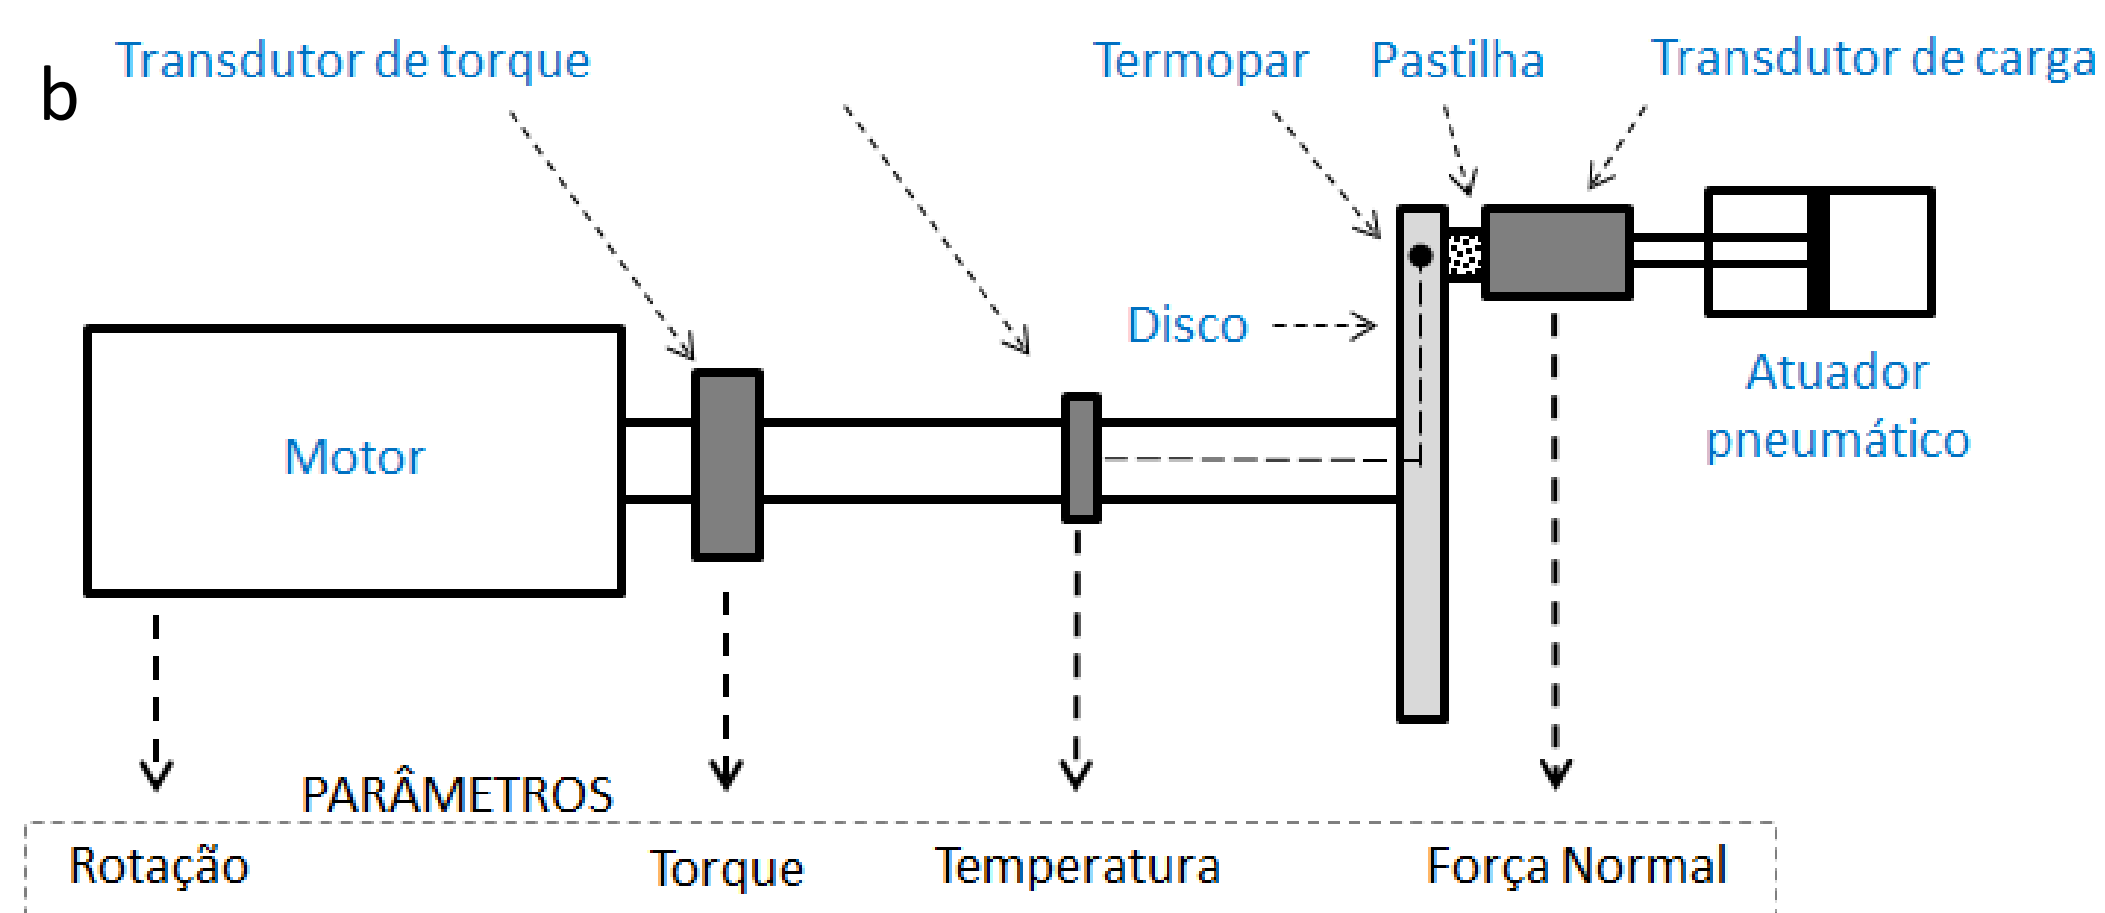 b
Transdutor de torque
Termopar
Pastilha
Transdutor de carga
Disco
Motor
Atuador
pneumático
PARÂMETROS
Rotação
Torque
Temperatura
Força Normal